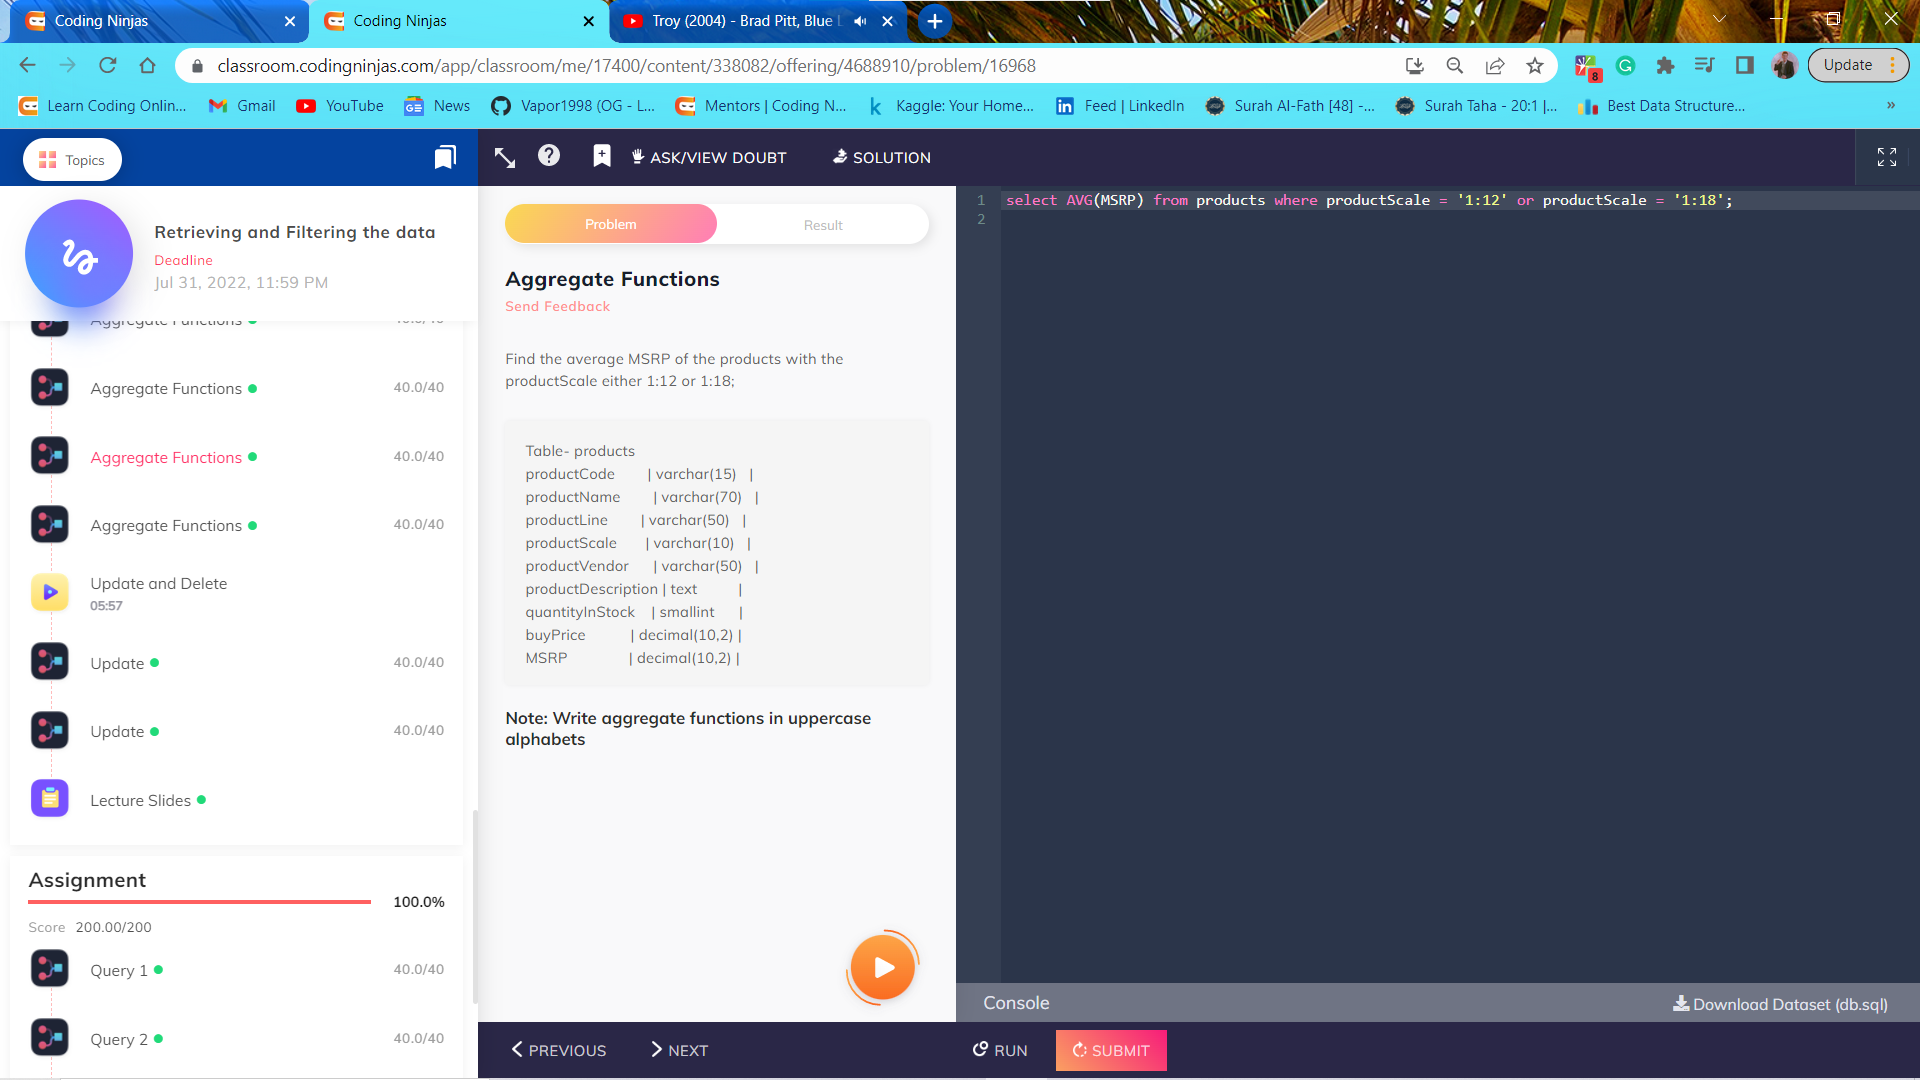 Coding Ninjas
Coding Ninjas
Troy (2004) - Brad Pitt, Blue L
classroom.codingninjas.com/app/classroom/me/17400/content/338082/offering/4688910/problem/16968
8
Update
Learn Coding Onlin...
Gmail
YouTube
GE
News
Vapor1998 (OG - L...
Mentors | Coding N...
k
Kaggle: Your Home...
in
Feed | LinkedIn
Surah Al-Fath [48] -...
Surah Taha - 20:1 |...
Best Data Structure...
»
Topics
ASK/VIEW DOUBT
SOLUTION
Retrieving and Filtering the data
Deadline
Jul 31, 2022, 11:59 PM
Aggregate Functions 40.0/40
Aggregate Functions 40.0/40
Aggregate Functions 40.0/40
Aggregate Functions 40.0/40
Update and Delete
05:57
Update 40.0/40
Update 40.0/40
Lecture Slides
Assignment
100.0%
Score 200.00/200
Query 1 40.0/40
Query 2 40.0/40
Problem
Result
Aggregate Functions
Send Feedback
Find the average MSRP of the products with the
productScale either 1:12 or 1:18;
Table- products
productCode | varchar(15) |
productName | varchar(70) |
productLine | varchar(50) |
productScale | varchar(10) |
productVendor | varchar(50) |
productDescription | text |
quantityInStock | smallint |
buyPrice | decimal(10,2) |
MSRP | decimal(10,2) |
Note: Write aggregate functions in uppercase
alphabets
1 select AVG(MSRP) from products where productScale = '1:12' or productScale = '1:18';
2
Console
Download Dataset (db.sql)
PREVIOUS
NEXT
RUN
SUBMIT